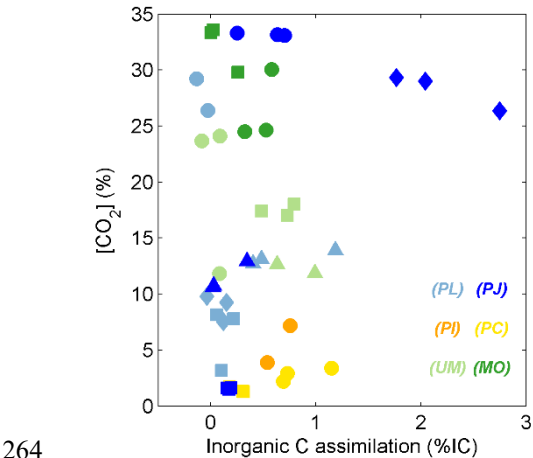 35
30
25
20
15
10
5
0
[CO2] (%)
(PL) (PJ)
(PI) (PC)
(UM) (MO)
0 1 2 3
Inorganic C assimilation (%IC)
264